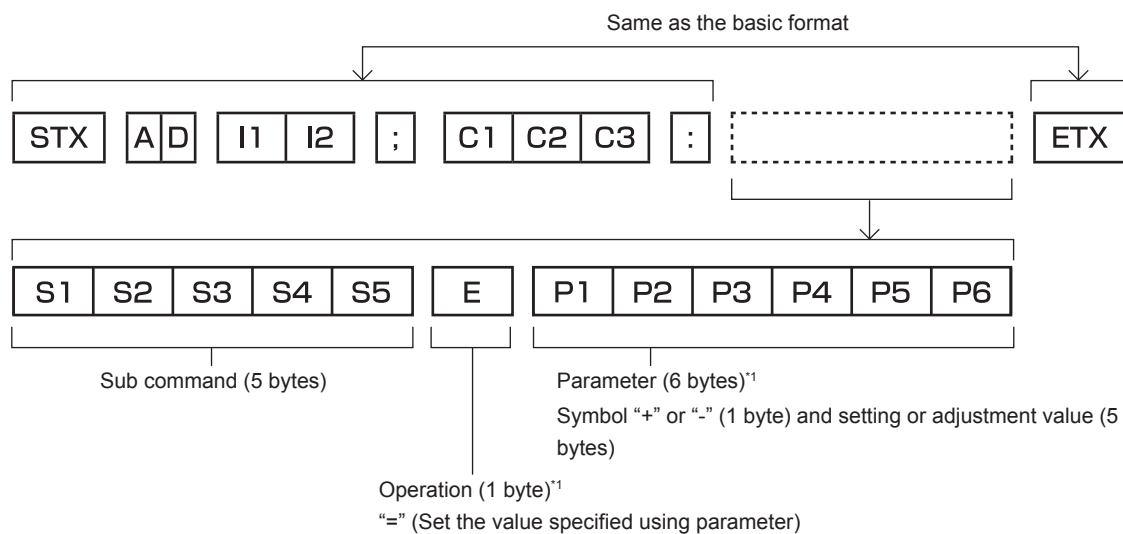 Same as the basic format
STX A D I1 I2 ; C1 C2 C3 : ETX
S1 S2 S3 S4 S5 E P1 P2 P3 P4 P5 P6
Sub command (5 bytes)
Parameter (6 bytes)*1
Symbol “+” or “-” (1 byte) and setting or adjustment value (5
bytes)
Operation (1 byte)*1
“=” (Set the value specified using parameter)